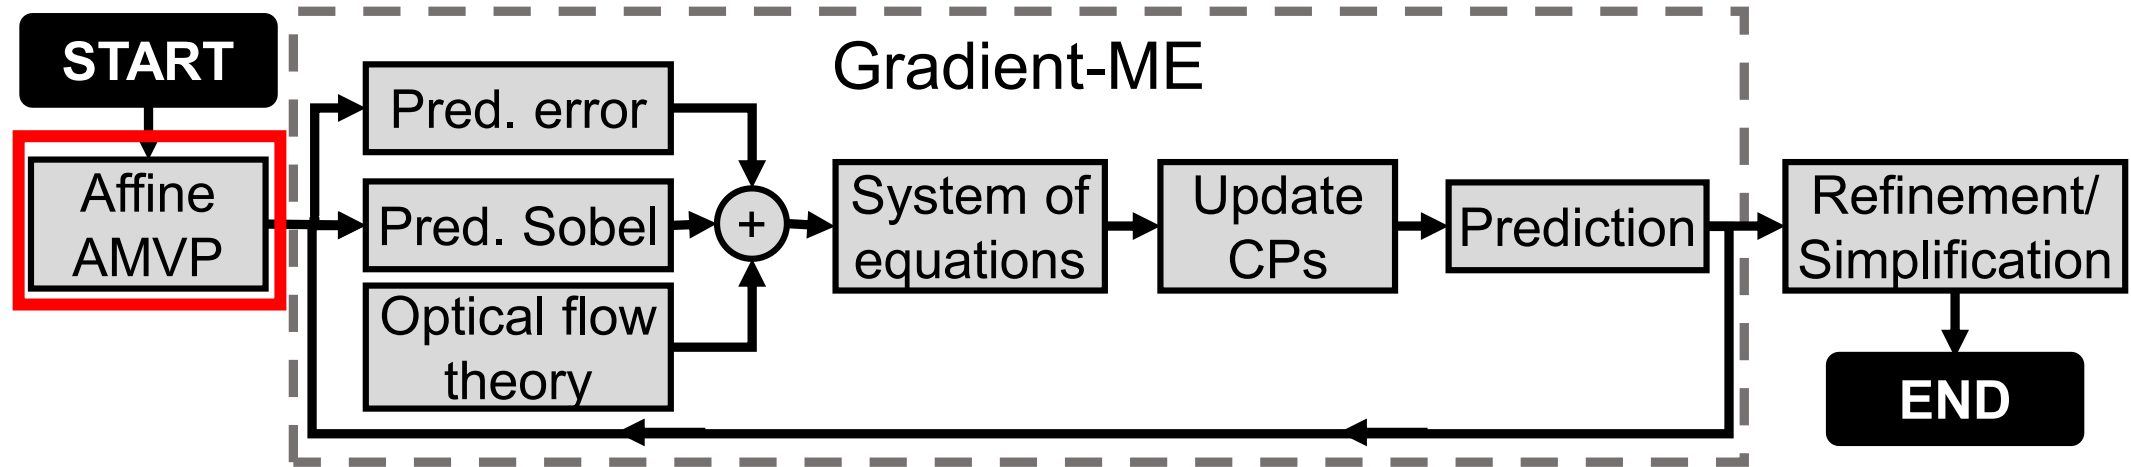 START
Gradient-ME
Pred. error
Affine
AMVP
Pred. Sobel
+
System of
equations
Update
CPs
Prediction
Refinement/
Simplification
Optical flow
theory
END